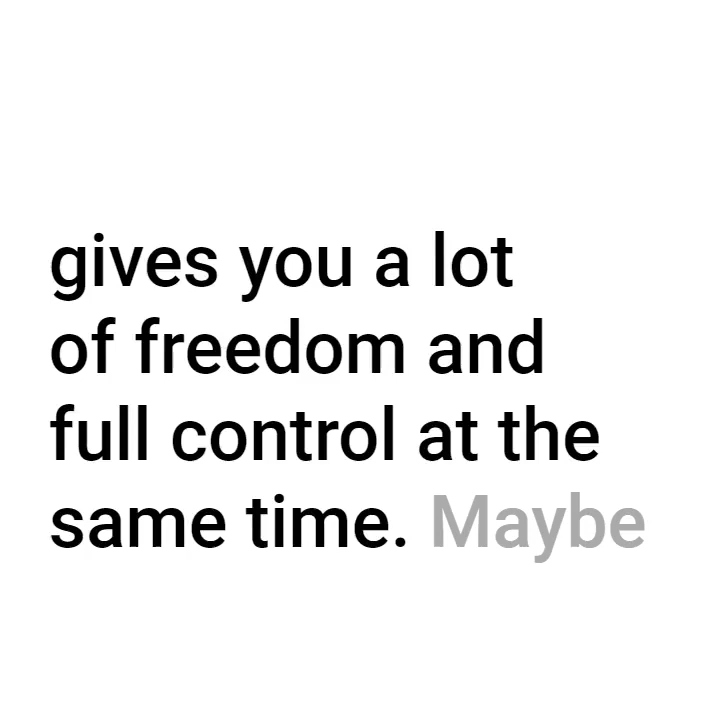 gives you a lot
of freedom and
full control at the
same time. Maybe